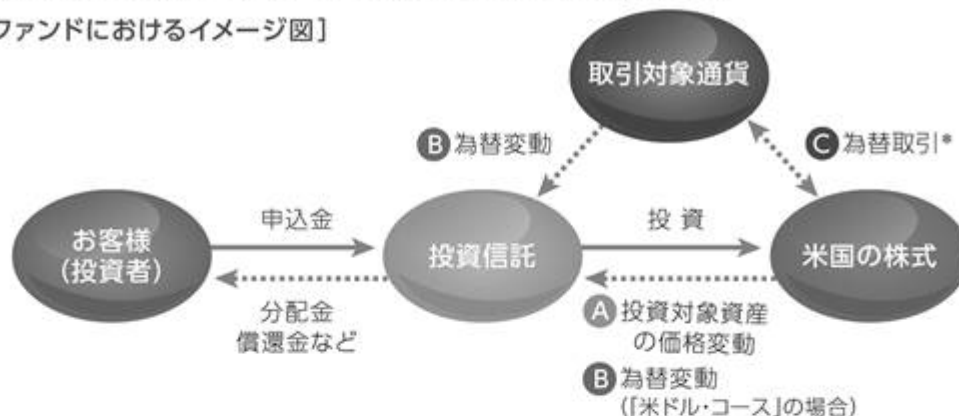 ファンドにおけるイメージ図]
取引対象通貨
B 為替変動
C 為替取引*
お客様
(投資者)
申込金
投資信託
投 資
米国の株式
分配金
償還金など
A 投資対象資産
の価格変動
B 為替変動
(「米ドル・コース」の場合)